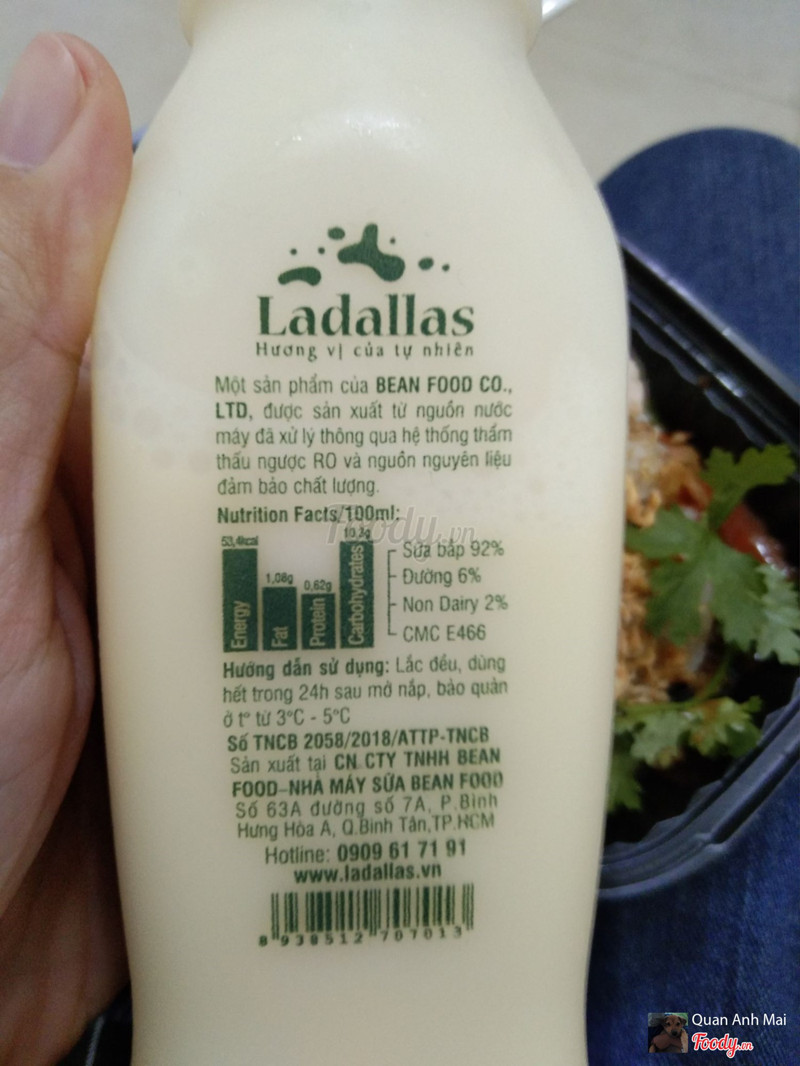 Ladallas
Hương vị của tự nhiên
Một sản phẩm của BEAN FOOD CO.,
LTD, được sản xuất từ nguồn nước
máy đã xử lý thông qua hệ thống thẩm
thấu ngược RO và nguồn nguyên liệu
đảm bảo chất lượng.
Nutrition Facts/100ml:
Foody.vn
53,4kcal
Energy
1,08g
Fat
0,62g
Protein
10,3g
Carbohydrates
Sữa bắp 92%
Đường 6%
Non Dairy 2%
CMC E466
Hướng dẫn sử dụng: Lắc đều, dùng
hết trong 24h sau mở nắp, bảo quản
ở t° từ 3°C - 5°C
Số TNCB 2058/2018/ATTP-TNCB
Sản xuất tại CN CTY TNHH BEAN
FOOD-NHÀ MÁY SỮA BEAN FOOD
Số 63A đường số 7A, P.Bình
Hưng Hòa A, Q.Bình Tân,TP.HCM
Hotline: 0909 61 71 91
www.ladallas.vn
8 938512 707013
Quan Anh Mai
Foody.vn